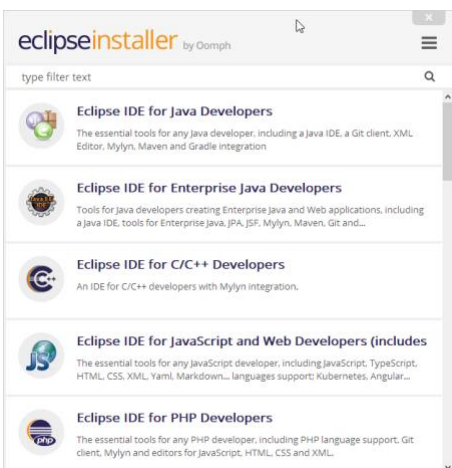 eclipseinstaller by Oomph
type filter text
Eclipse IDE for Java Developers
The essential tools for any Java developer, including a Java IDE, a Git client, XML
Editor, Mylyn, Maven and Gradle integration
JAVA EE
IDE
Eclipse IDE for Enterprise Java Developers
Tools for Java developers creating Enterprise Java and Web applications, including
a Java IDE, tools for Enterprise Java, JPA, JSF, Mylyn, Maven, Git and...
C++
Eclipse IDE for C/C++ Developers
An IDE for C/C++ developers with Mylyn integration.
JS
Eclipse IDE for JavaScript and Web Developers (includes
The essential tools for any JavaScript developer, including JavaScript, TypeScript,
HTML, CSS, XML, Yaml, Markdown... languages support; Kubernetes, Angular...
php
Eclipse IDE for PHP Developers
The essential tools for any PHP developer, including PHP language support, Git
client, Mylyn and editors for JavaScript, HTML, CSS and XML.